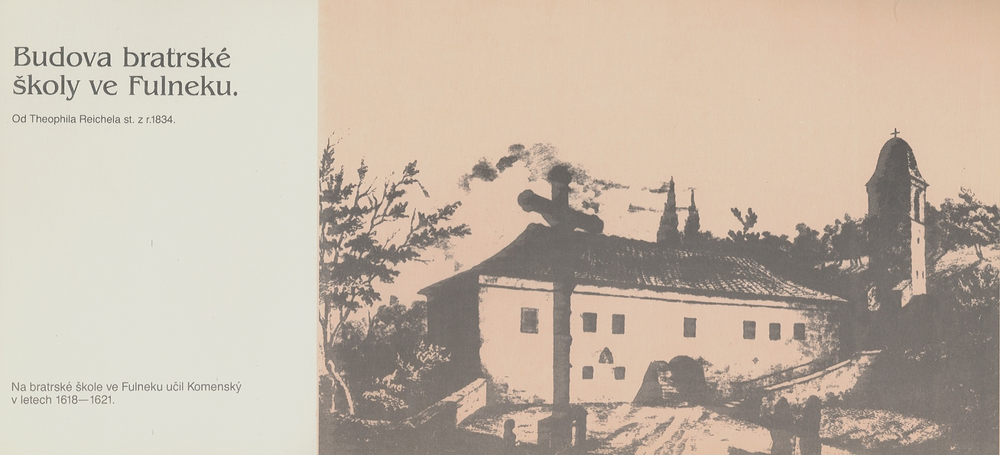 Budova bratrské
školy ve Fulneku.
Od Theophila Reichela st. z r.1834.
Na bratrské škole ve Fulneku učil Komenský
v letech 1618—1621.